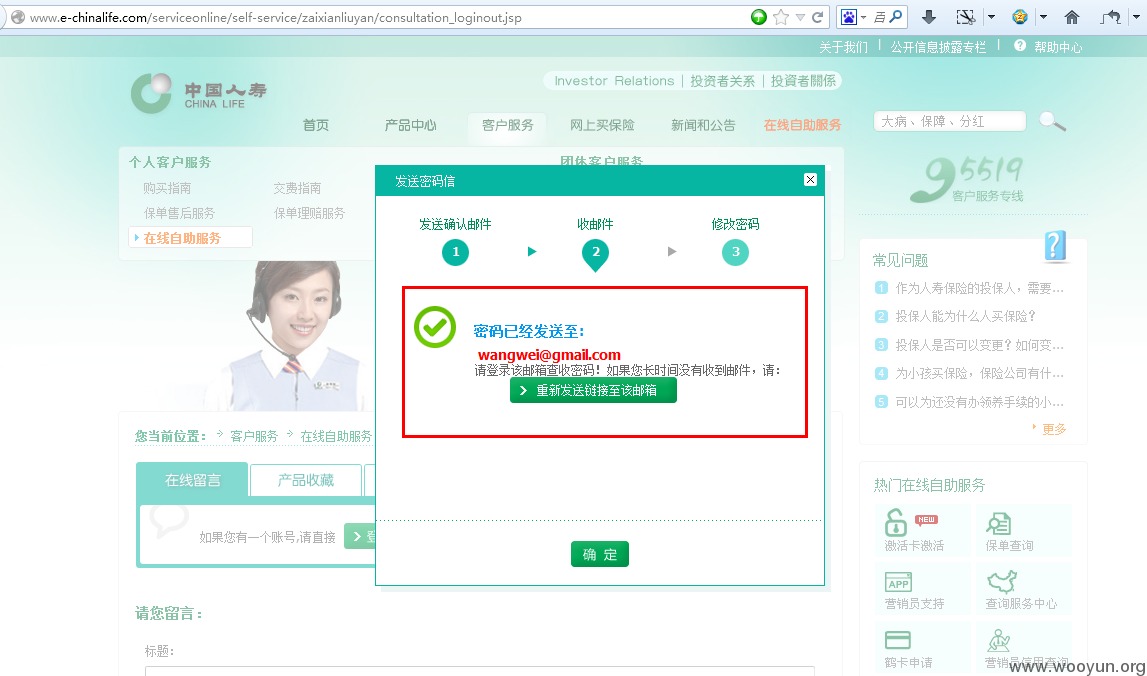 www.e-chinalife.com/serviceonline/self-service/zaixianliuyan/consultation_loginout.jsp
百
关于我们 | 公开信息披露专栏 | ? 帮助中心
中国人寿
CHINA LIFE
Investor Relations | 投资者关系 | 投資者關係
首页 产品中心 客户服务 网上买保险 新闻和公告 在线自助服务
大病、保障、分红
个人客户服务
团体客户服务
购买指南 交费指南
保单售后服务 保单理赔服务
在线自助服务
95519
客户服务专线
发送密码信
发送确认邮件 收邮件 修改密码
1 2 3
密码已经发送至：
wangwei@gmail.com
请登录该邮箱查收密码！如果您长时间没有收到邮件，请：
重新发送链接至该邮箱
确 定
常见问题
?
1 作为人寿保险的投保人，需要...
2 投保人能为什么人买保险?
3 投保人是否可以变更？如何变...
4 为小孩买保险，保险公司有什...
5 可以为还没有办领养手续的小...
更多
您当前位置： 客户服务 在线自助服务
在线留言 产品收藏
如果您有一个账号,请直接
登
请您留言：
标题:
热门在线自助服务
NEW
激活卡激活 保单查询
APP
营销员支持 查询服务中心
鹤卡申请 营销员信用查询
www.wooyun.org